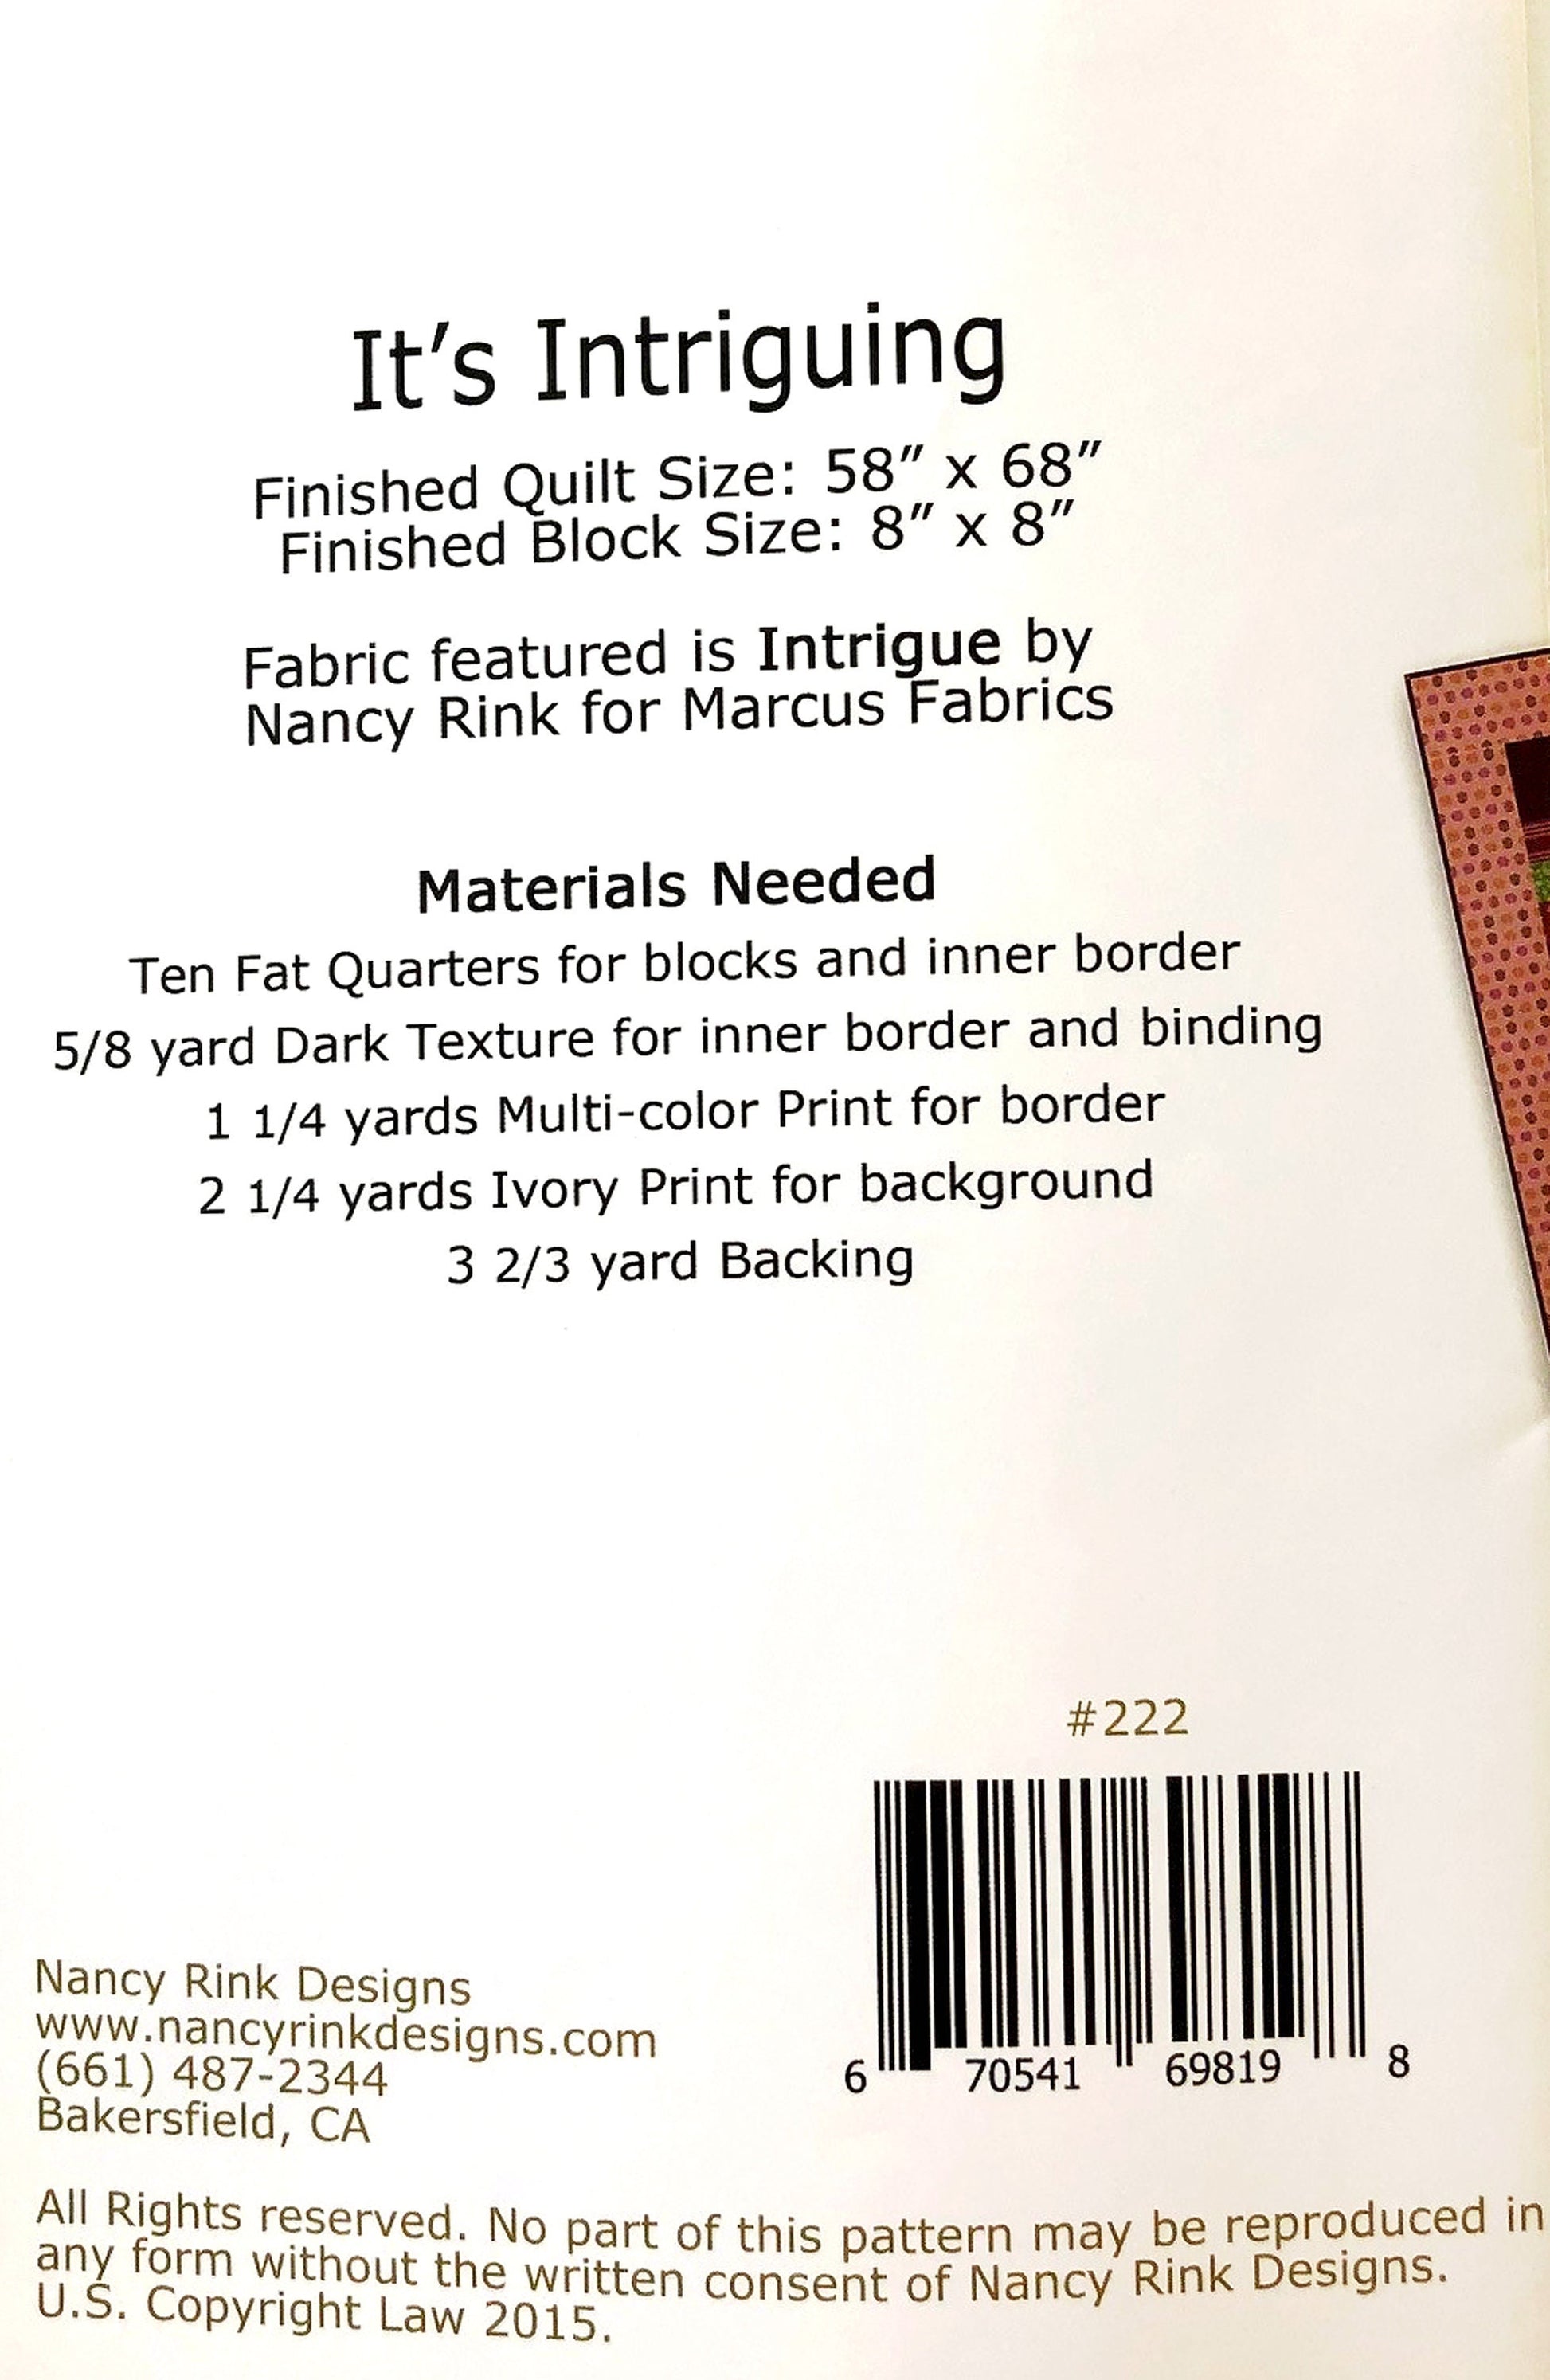 It's Intriguing
Finished Quilt Size: 58" x 68"
Finished Block Size: 8" x 8"
Fabric featured is Intrigue by
Nancy Rink for Marcus Fabrics
Materials Needed
Ten Fat Quarters for blocks and inner border
5/8 yard Dark Texture for inner border and binding
1 1/4 yards Multi-color Print for border
2 1/4 yards Ivory Print for background
3 2/3 yard Backing
#222
6 70541 69819 8
Nancy Rink Designs
www.nancyrinkdesigns.com
(661) 487-2344
Bakersfield, CA
All Rights reserved. No part of this pattern may be reproduced in
any form without the written consent of Nancy Rink Designs.
U.S. Copyright Law 2015.